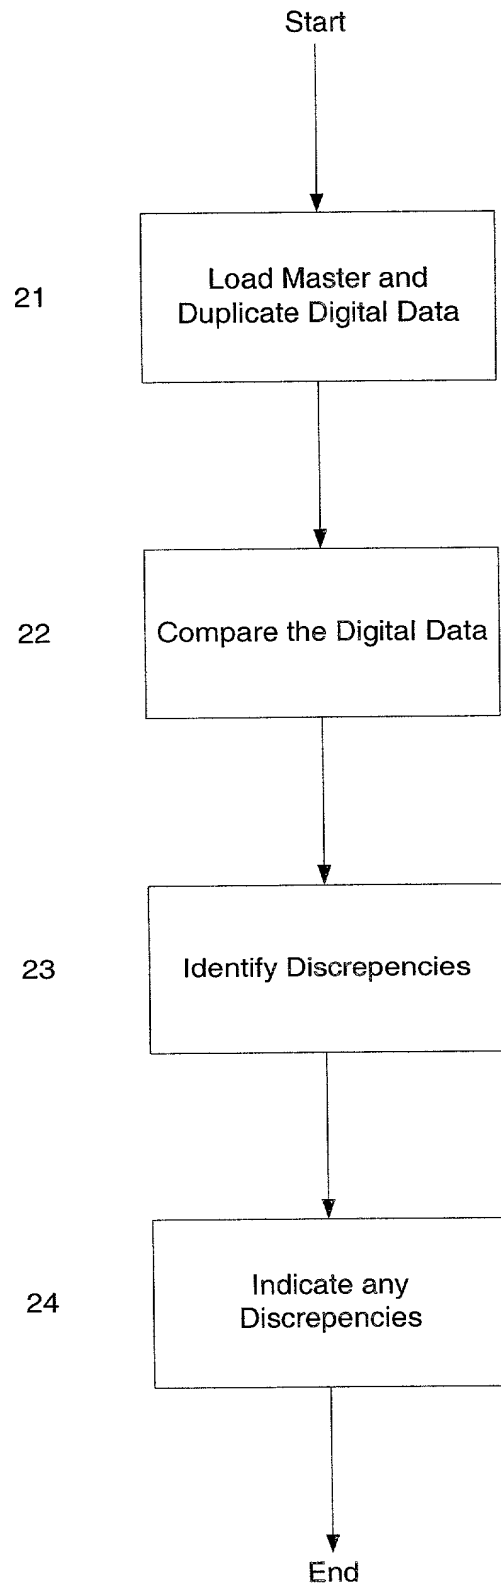 Start
21
Load Master and
Duplicate Digital Data
22
Compare the Digital Data
23
Identify Discrepencies
24
Indicate any
Discrepencies
End